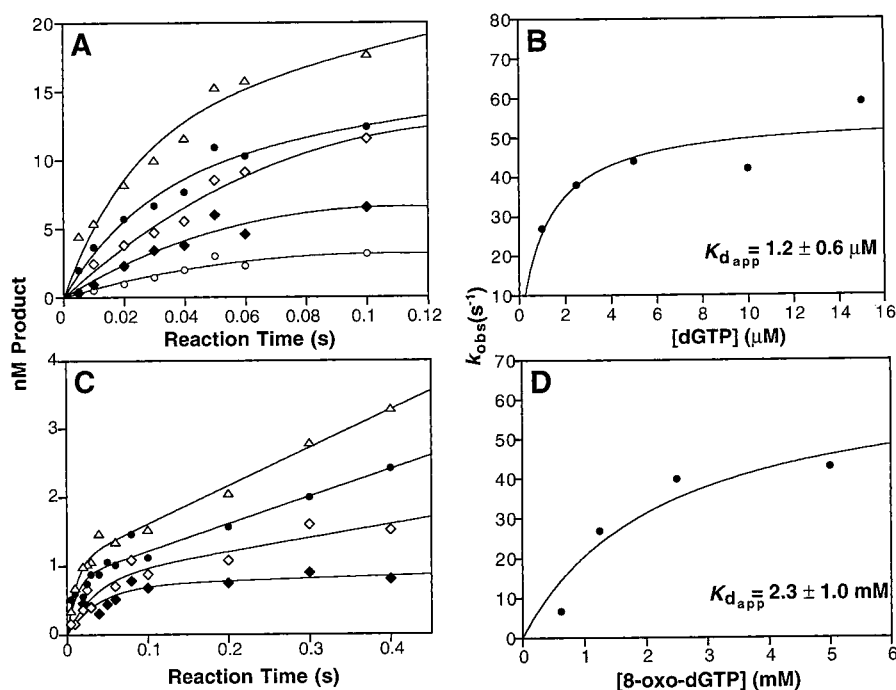 A
20
15
10
5
0
0 0.02 0.04 0.06 0.08 0.1 0.12
Reaction Time (s)
nM Product
B
80
70
60
50
40
30
20
10
0 2 4 6 8 10 12 14 16
[dGTP] (µM)
Kdapp = 1.2 ± 0.6 µM
kobs(s-1)
C
4
3
2
1
0
0 0.1 0.2 0.3 0.4
Reaction Time (s)
D
70
60
50
40
30
20
10
0
0 1 2 3 4 5 6
[8-oxo-dGTP] (mM)
Kdapp = 2.3 ± 1.0 mM